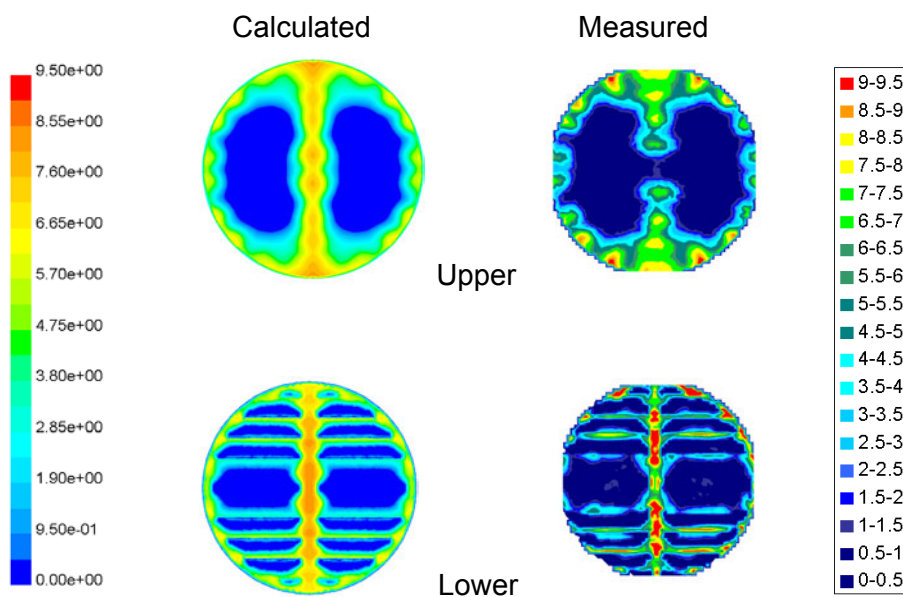 Calculated
Measured
9.50e+00
8.55e+00
7.60e+00
6.65e+00
5.70e+00
4.75e+00
3.80e+00
2.85e+00
1.90e+00
9.50e-01
0.00e+00
9-9.5
8.5-9
8-8.5
7.5-8
7-7.5
6.5-7
6-6.5
5.5-6
5-5.5
4.5-5
4-4.5
3.5-4
3-3.5
2.5-3
2-2.5
1.5-2
1-1.5
0.5-1
0-0.5
Upper
Lower